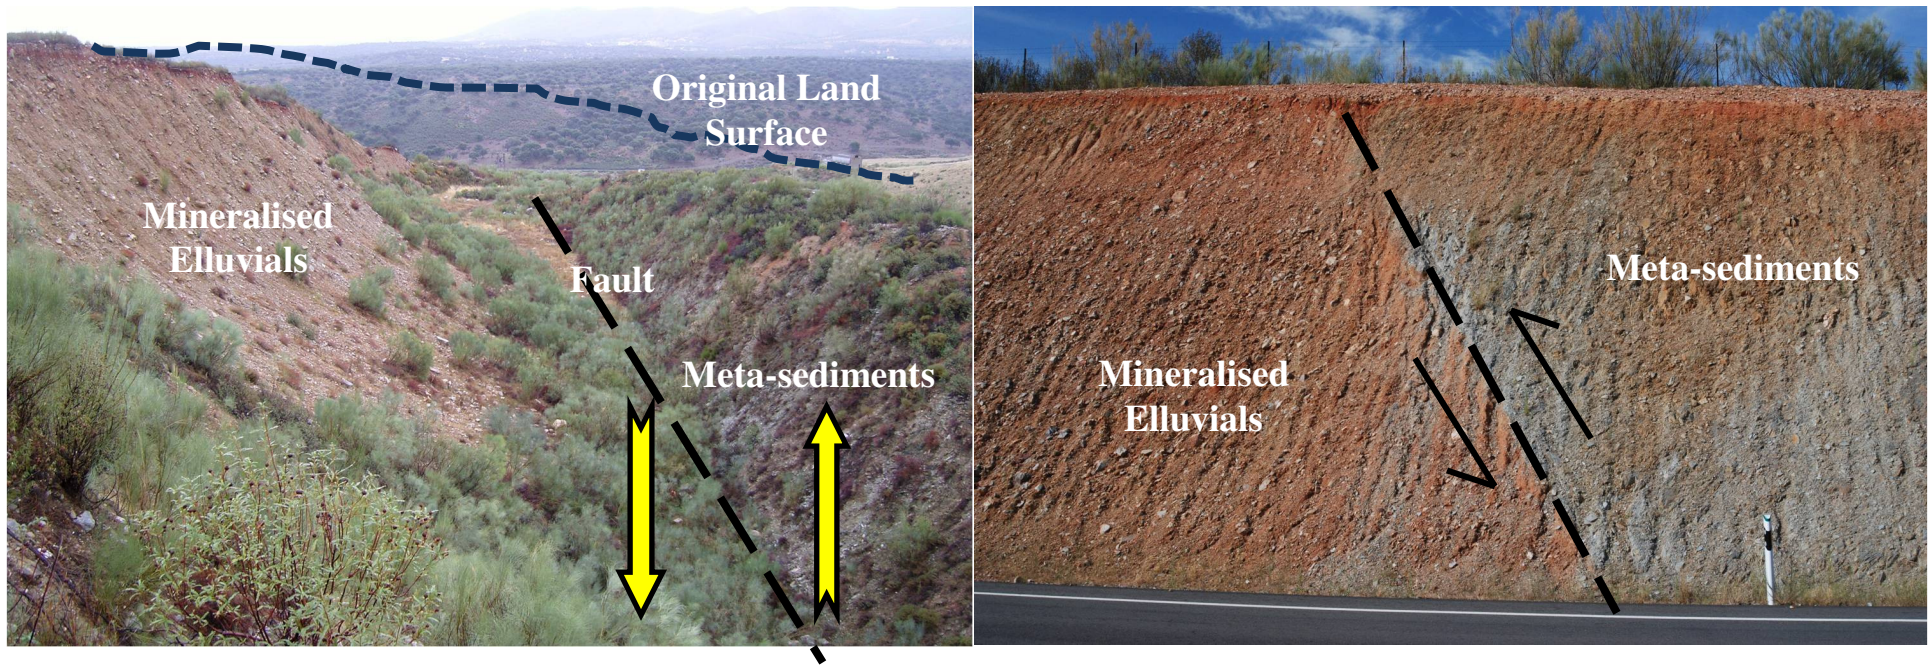 Original Land
Surface
Mineralised
Elluvials
Fault
Meta-sediments
Meta-sediments
Mineralised
Elluvials